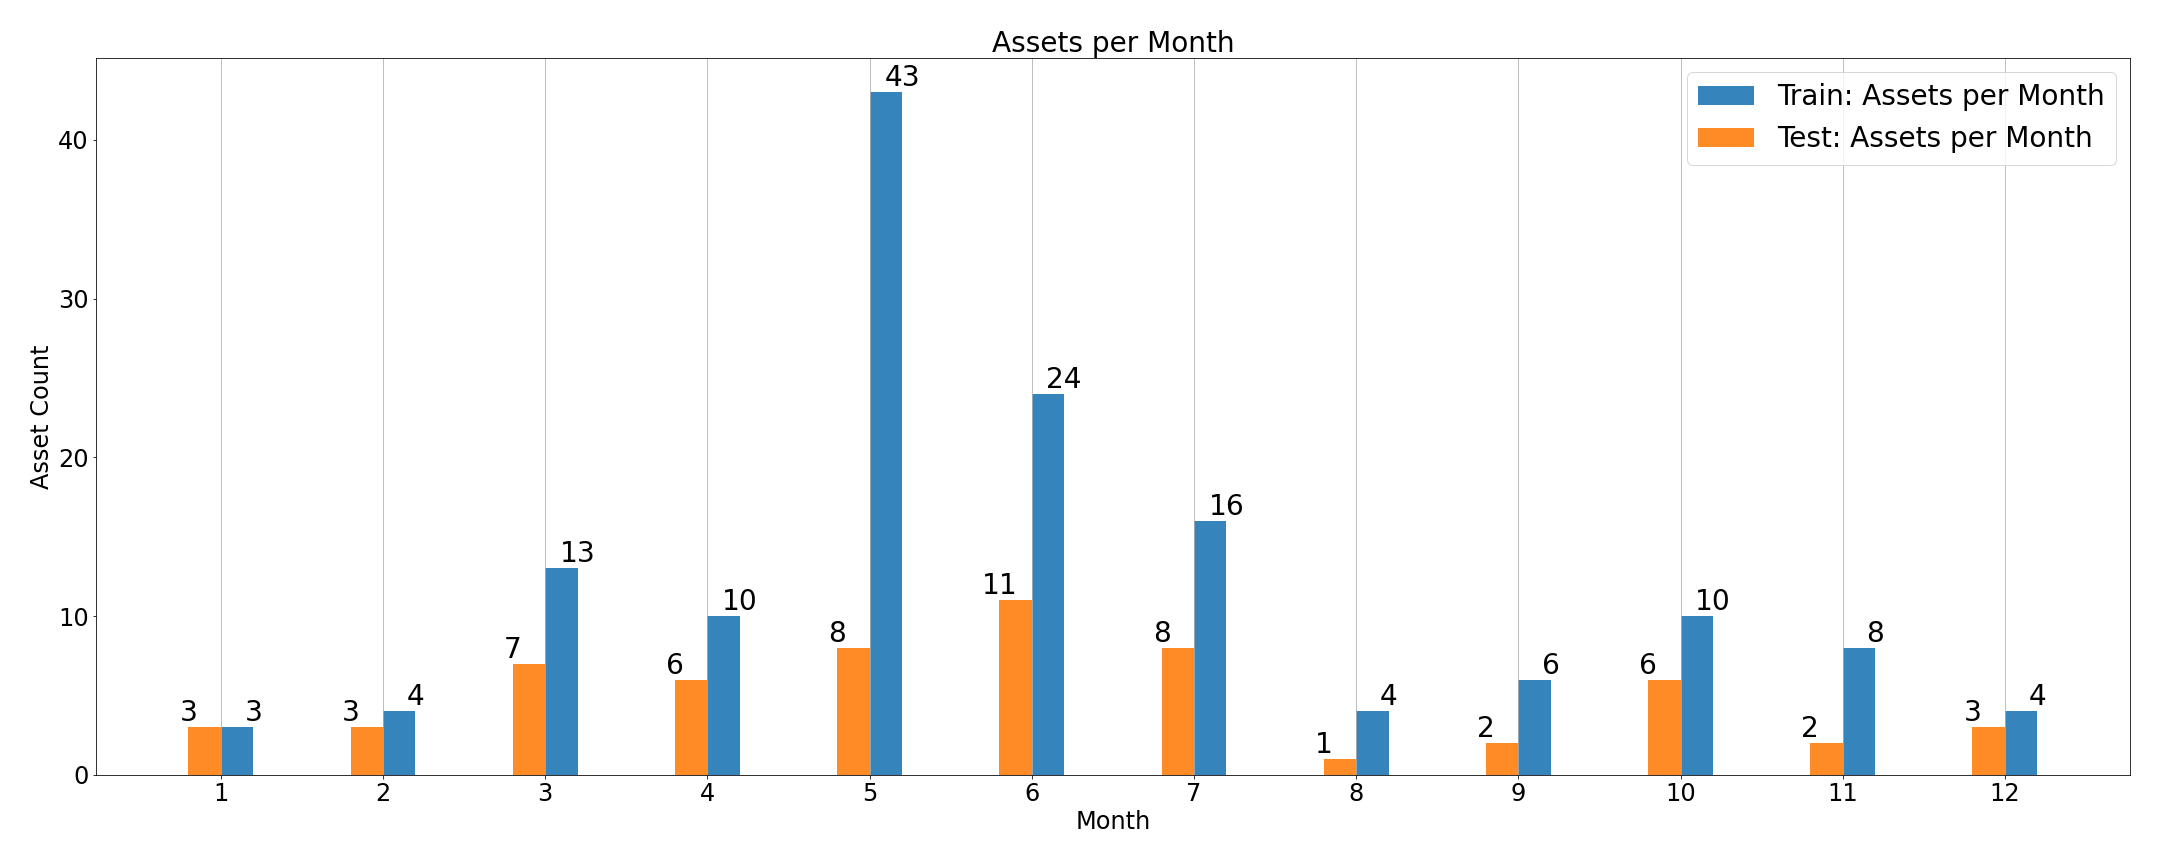 Assets per Month
Train: Assets per Month
Test: Assets per Month
Asset Count
40
30
20
10
0
3 3
3 4
7 13
6 10
8 43
11 24
8 16
1 4
2 6
6 10
2 8
3 4
1 2 3 4 5 6 7 8 9 10 11 12
Month